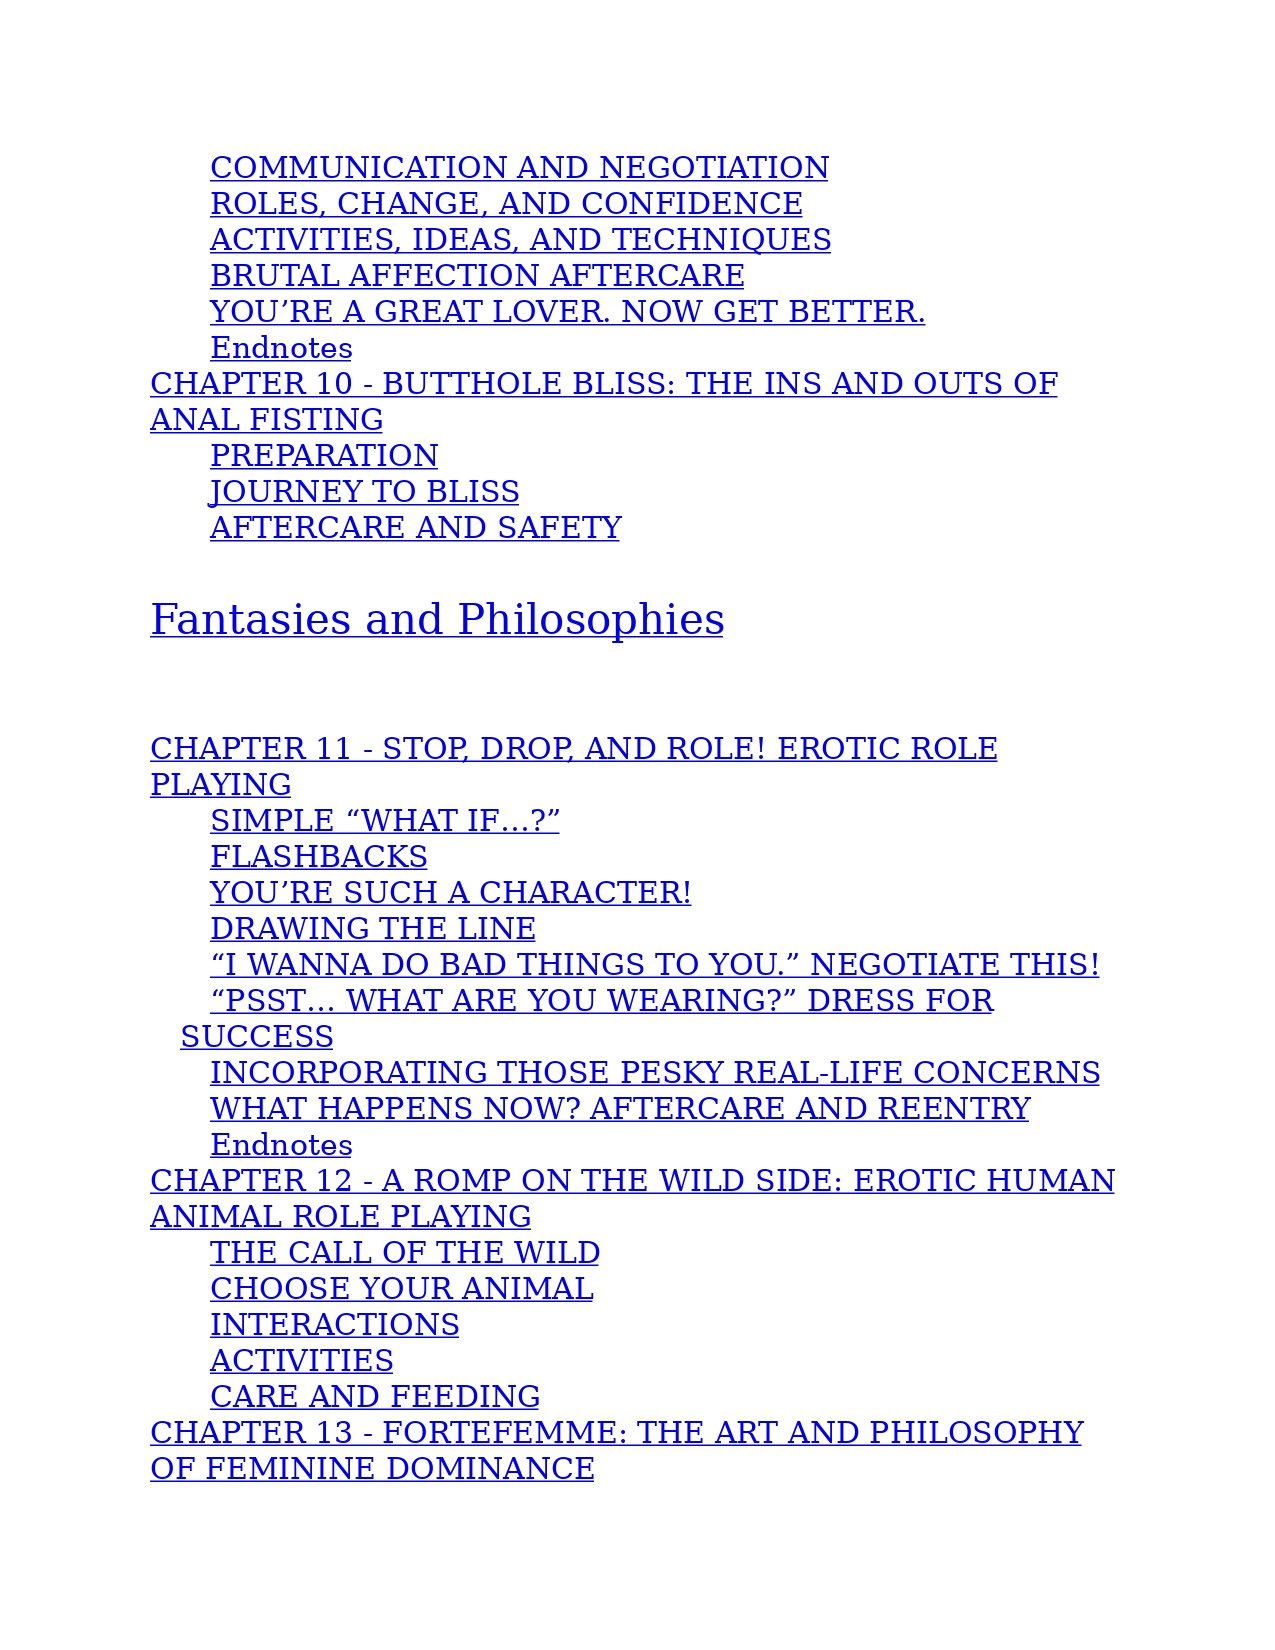 COMMUNICATION AND NEGOTIATION
ROLES, CHANGE, AND CONFIDENCE
ACTIVITIES, IDEAS, AND TECHNIQUES
BRUTAL AFFECTION AFTERCARE
YOU’RE A GREAT LOVER. NOW GET BETTER.
Endnotes
CHAPTER 10 - BUTTHOLE BLISS: THE INS AND OUTS OF
ANAL FISTING
PREPARATION
JOURNEY TO BLISS
AFTERCARE AND SAFETY
Fantasies and Philosophies
CHAPTER 11 - STOP, DROP, AND ROLE! EROTIC ROLE
PLAYING
SIMPLE “WHAT IF…?”
FLASHBACKS
YOU’RE SUCH A CHARACTER!
DRAWING THE LINE
“I WANNA DO BAD THINGS TO YOU.” NEGOTIATE THIS!
“PSST… WHAT ARE YOU WEARING?” DRESS FOR
SUCCESS
INCORPORATING THOSE PESKY REAL-LIFE CONCERNS
WHAT HAPPENS NOW? AFTERCARE AND REENTRY
Endnotes
CHAPTER 12 - A ROMP ON THE WILD SIDE: EROTIC HUMAN
ANIMAL ROLE PLAYING
THE CALL OF THE WILD
CHOOSE YOUR ANIMAL
INTERACTIONS
ACTIVITIES
CARE AND FEEDING
CHAPTER 13 - FORTEFEMME: THE ART AND PHILOSOPHY
OF FEMININE DOMINANCE